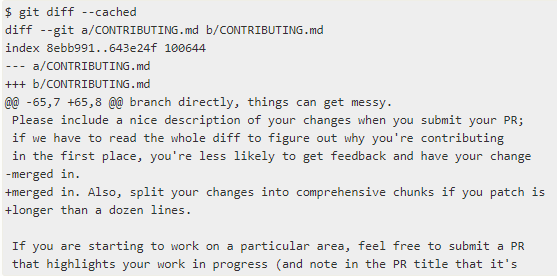 $ git diff --cached
diff --git a/CONTRIBUTING.md b/CONTRIBUTING.md
index 8ebb991..643e24f 100644
--- a/CONTRIBUTING.md
+++ b/CONTRIBUTING.md
@@ -65,7 +65,8 @@ branch directly, things can get messy.
 Please include a nice description of your changes when you submit your PR;
 if we have to read the whole diff to figure out why you're contributing
 in the first place, you're less likely to get feedback and have your change
-merged in.
+merged in. Also, split your changes into comprehensive chunks if you patch is
+longer than a dozen lines.

 If you are starting to work on a particular area, feel free to submit a PR
 that highlights your work in progress (and note in the PR title that it's